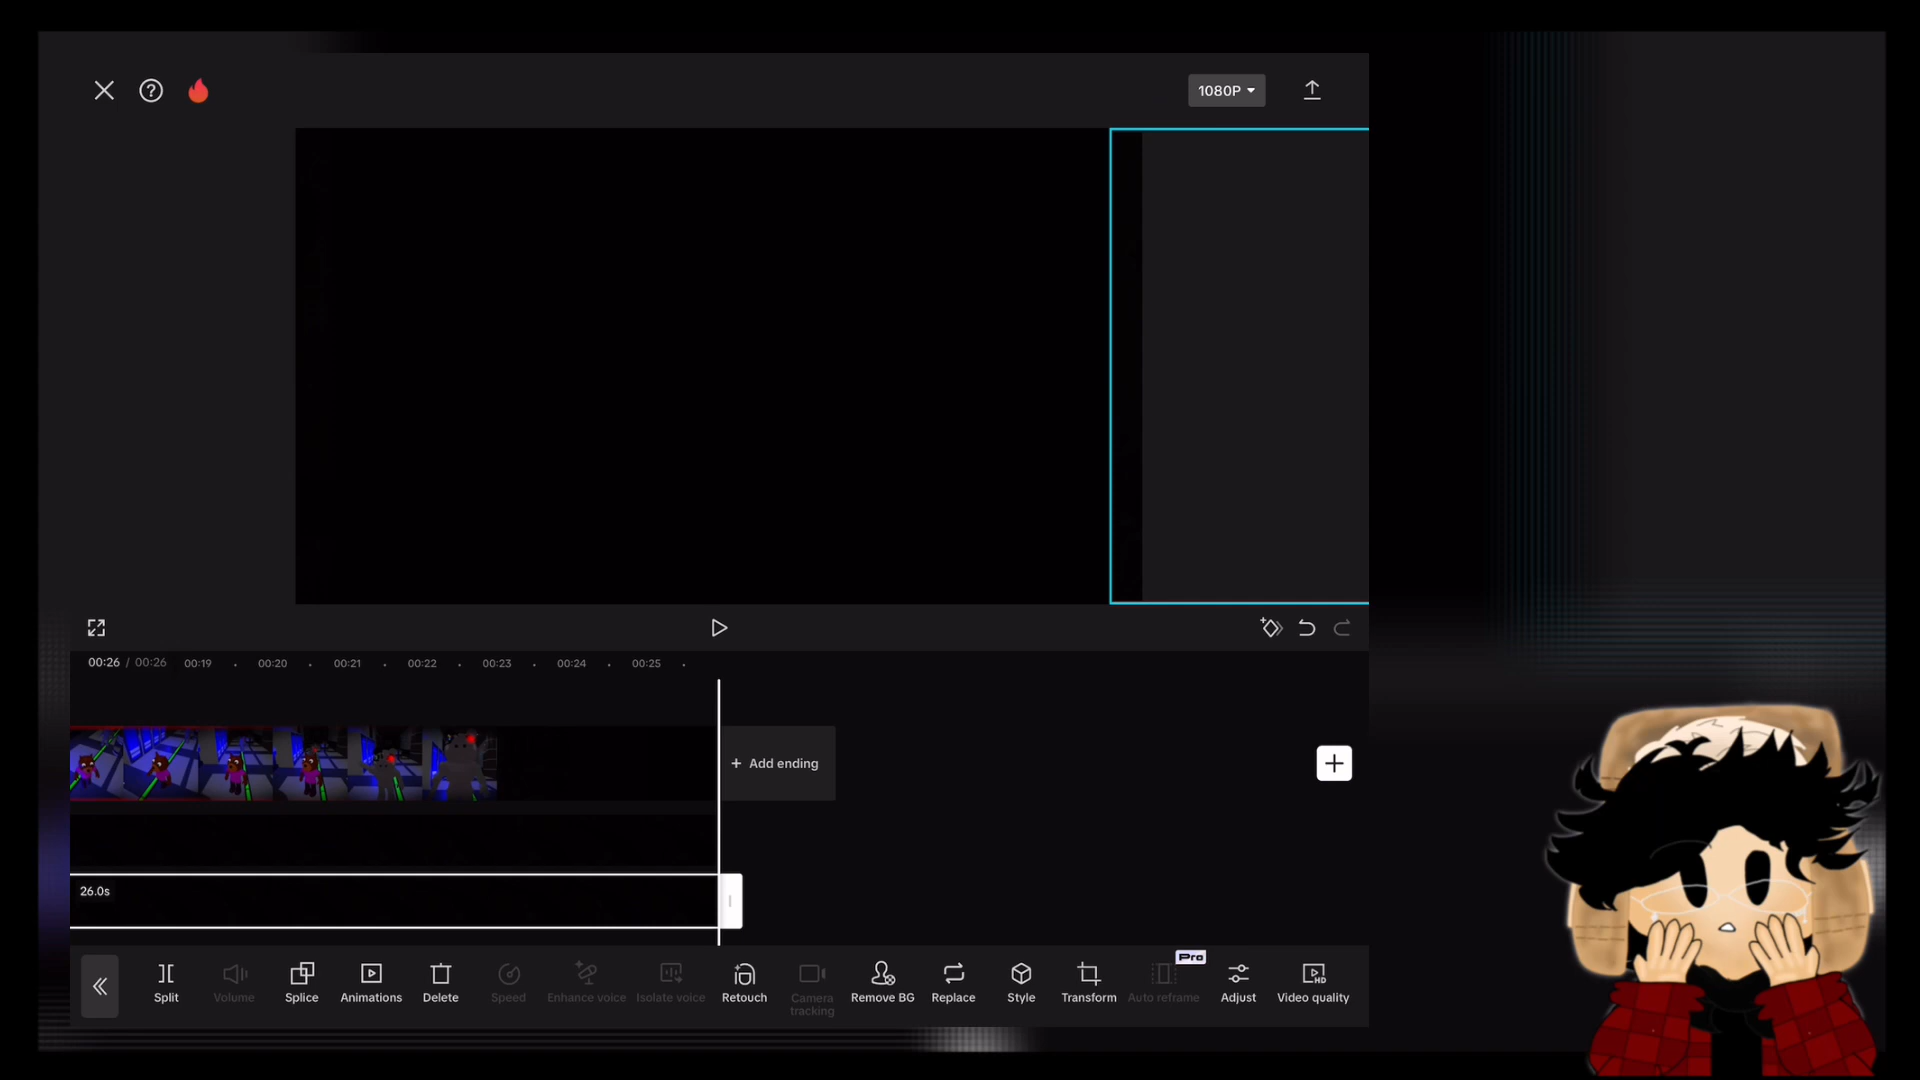 1080P
00:26 / 00:26 00:19 00:20 00:21 00:22 00:23 00:24 00:25
+ Add ending
26.0s
Pro
Split Volume Splice Animations Delete Speed Enhance voice Isolate voice Retouch Camera tracking Remove BG Replace Style Transform Auto reframe Adjust Video quality